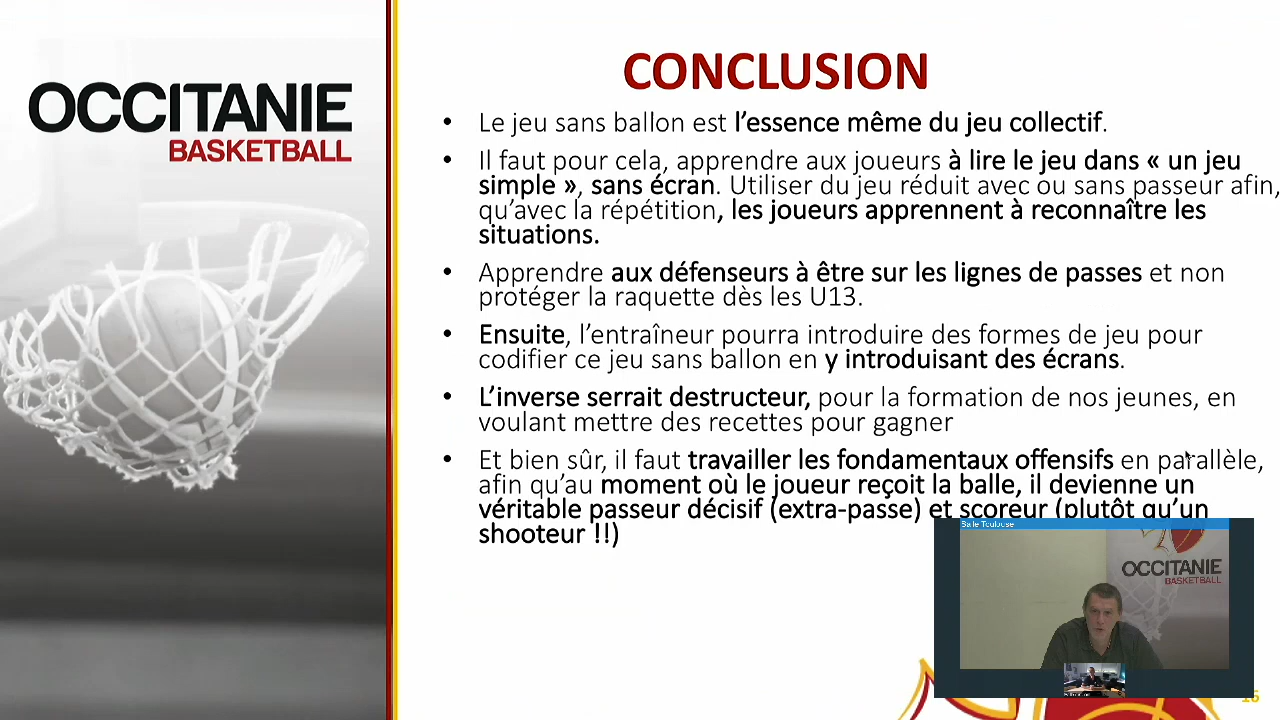 OCCITANIE
BASKETBALL
CONCLUSION
• Le jeu sans ballon est l’essence même du jeu collectif.
• Il faut pour cela, apprendre aux joueurs à lire le jeu dans « un jeu
simple », sans écran. Utiliser du jeu réduit avec ou sans passeur afin,
qu’avec la répétition, les joueurs apprennent à reconnaître les
situations.
• Apprendre aux défenseurs à être sur les lignes de passes et non
protéger la raquette dès les U13.
• Ensuite, l’entraîneur pourra introduire des formes de jeu pour
codifier ce jeu sans ballon en y introduisant des écrans.
• L’inverse serrait destructeur, pour la formation de nos jeunes, en
voulant mettre des recettes pour gagner
• Et bien sûr, il faut travailler les fondamentaux offensifs en parallèle,
afin qu’au moment où le joueur reçoit la balle, il devienne un
véritable passeur décisif (extra-passe) et scoreur (plutôt qu’un
shooteur !!)
Salle Toulouse
OCCITANIE
BASKETBALL
16